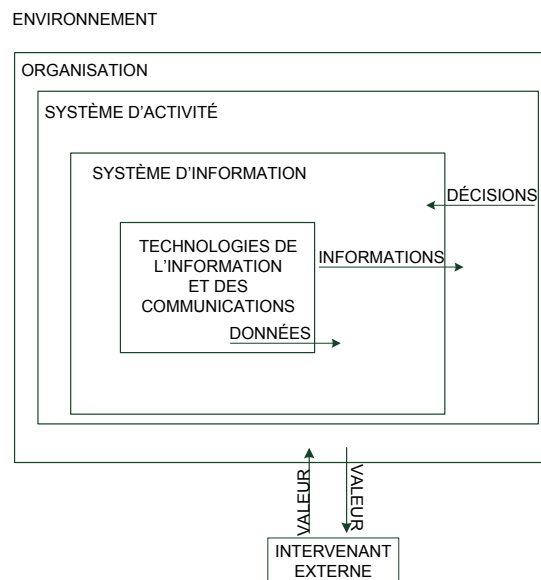 ENVIRONNEMENT
ORGANISATION
SYSTÈME D'ACTIVITÉ
SYSTÈME D'INFORMATION
DÉCISIONS
TECHNOLOGIES DE
L'INFORMATION
ET DES
COMMUNICATIONS
INFORMATIONS
DONNÉES
VALEUR
VALEUR
INTERVENANT
EXTERNE